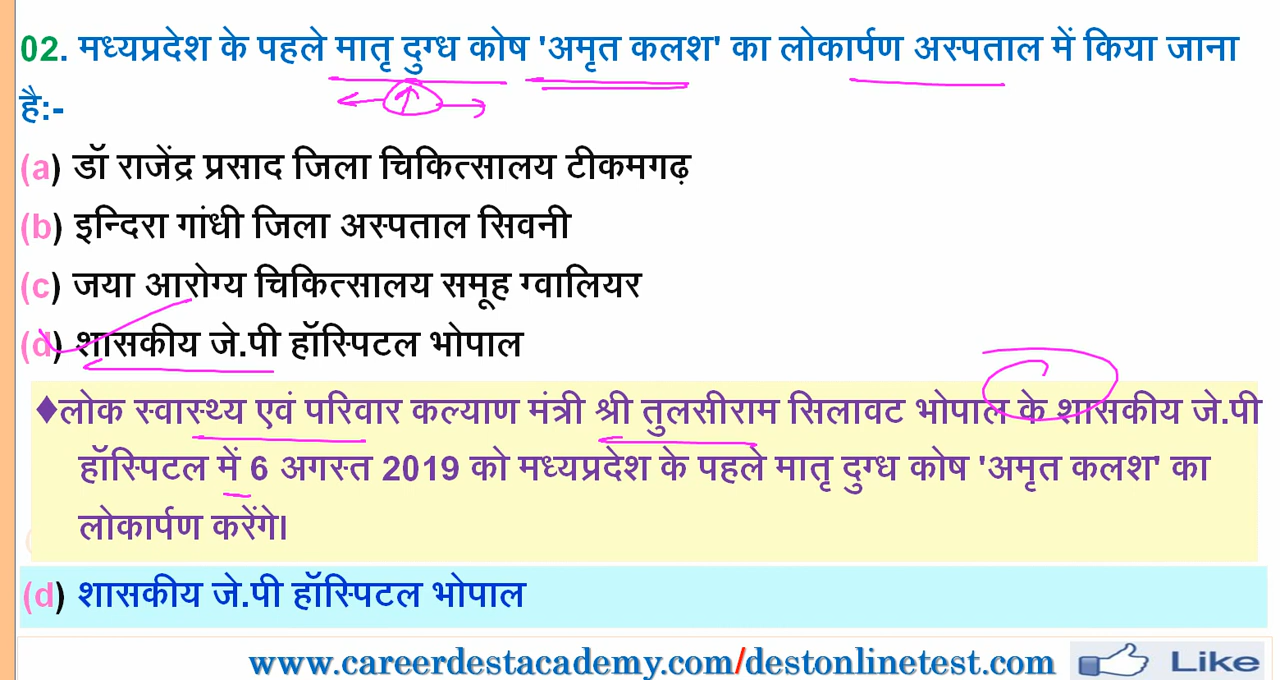 02. मध्यप्रदेश के पहले मातृ दुग्ध कोष 'अमृत कलश' का लोकार्पण अस्पताल में किया जाना
है:-
(a) डॉ राजेंद्र प्रसाद जिला चिकित्सालय टीकमगढ़
(b) इन्दिरा गांधी जिला अस्पताल सिवनी
(c) जया आरोग्य चिकित्सालय समूह ग्वालियर
(d) शासकीय जे.पी हॉस्पिटल भोपाल
♦लोक स्वास्थ्य एवं परिवार कल्याण मंत्री श्री तुलसीराम सिलावट भोपाल के शासकीय जे.पी
हॉस्पिटल में 6 अगस्त 2019 को मध्यप्रदेश के पहले मातृ दुग्ध कोष 'अमृत कलश' का
लोकार्पण करेंगे।
(d) शासकीय जे.पी हॉस्पिटल भोपाल
www.careerdestacademy.com/destonlinetest.com Like